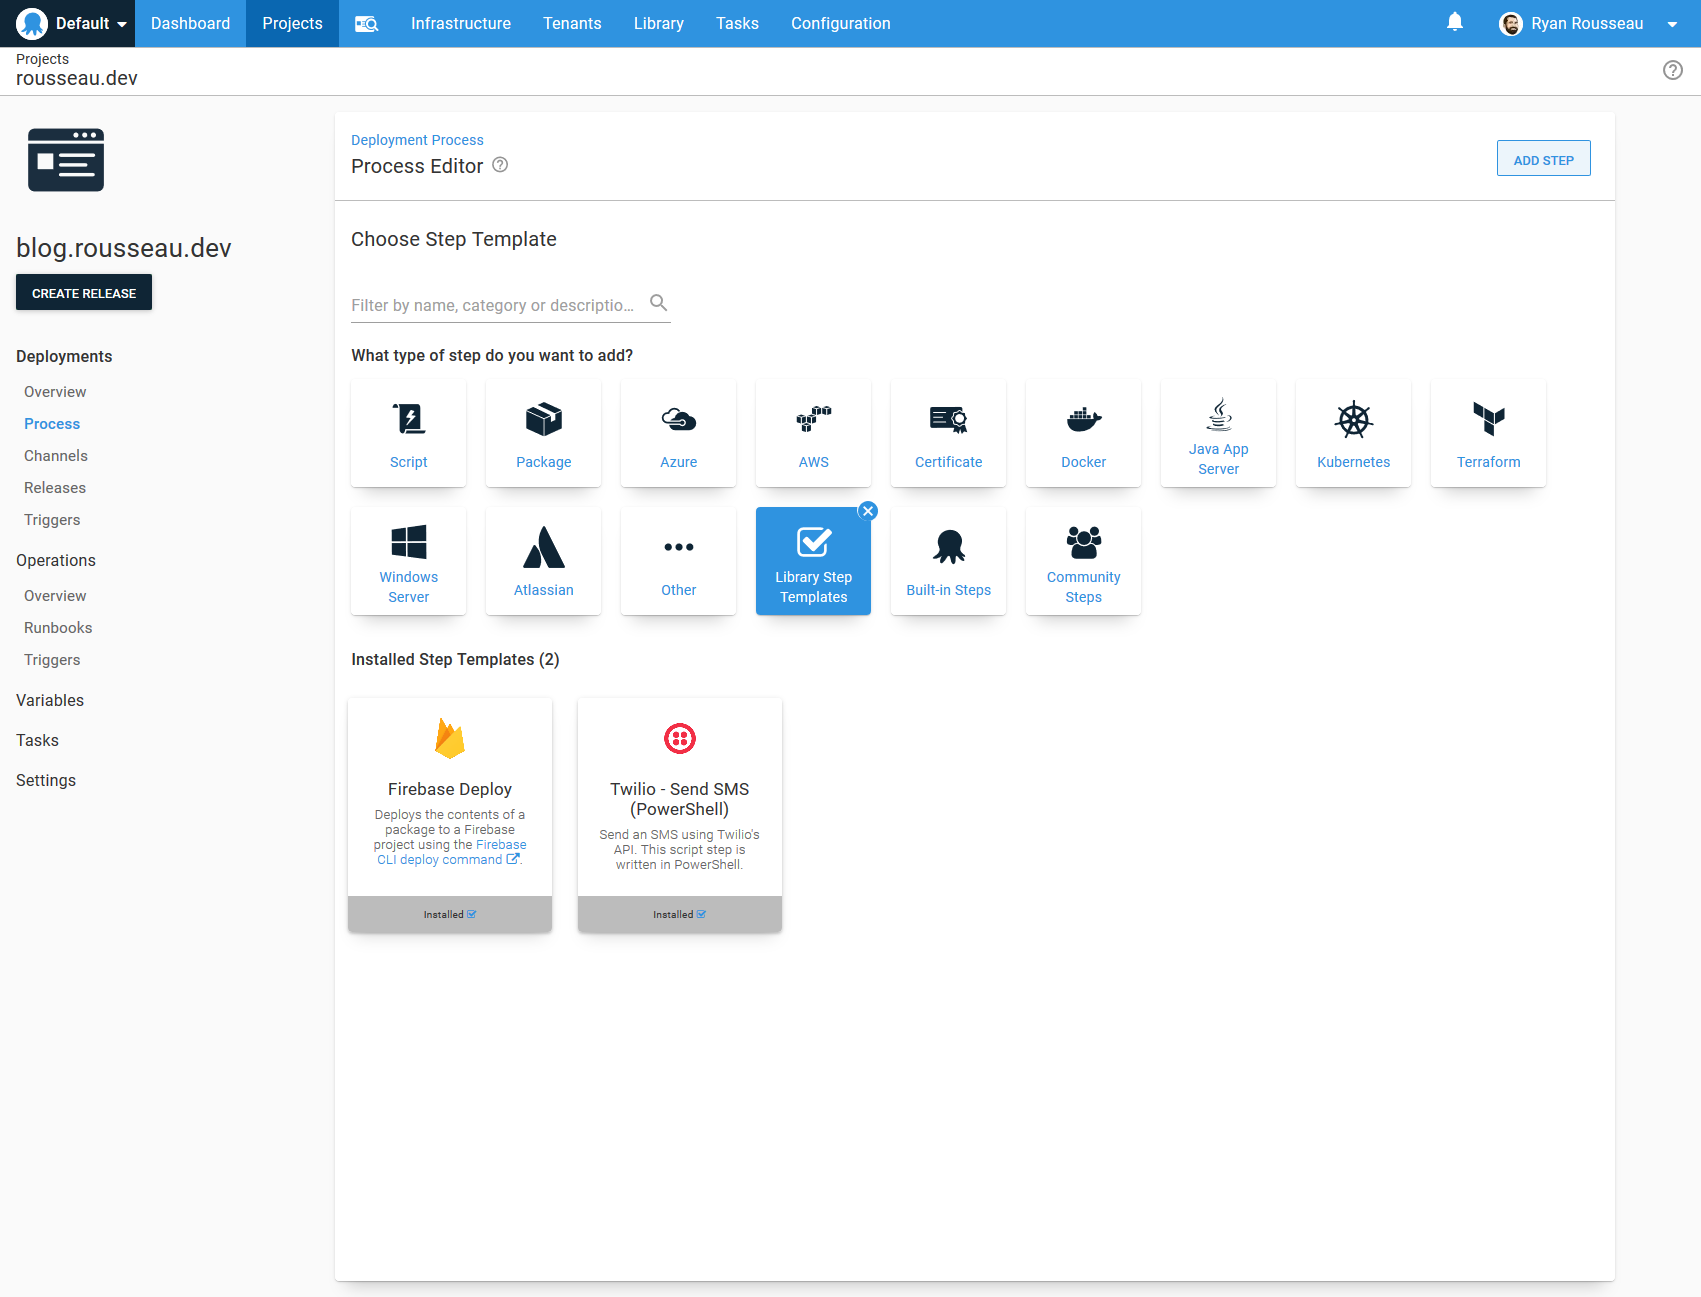 Default
Dashboard
Projects
Infrastructure
Tenants
Library
Tasks
Configuration
Ryan Rousseau
Projects
rousseau.dev
blog.rousseau.dev
CREATE RELEASE
Deployments
Overview
Process
Channels
Releases
Triggers
Operations
Overview
Runbooks
Triggers
Variables
Tasks
Settings
Deployment Process
Process Editor
ADD STEP
Choose Step Template
Filter by name, category or descriptio...
What type of step do you want to add?
Script
Package
Azure
AWS
Certificate
Docker
Java App
Server
Kubernetes
Terraform
Windows
Server
Atlassian
Other
Library Step
Templates
Built-in Steps
Community
Steps
Installed Step Templates (2)
Firebase Deploy
Deploys the contents of a
package to a Firebase
project using the Firebase
CLI deploy command.
Installed
Twilio - Send SMS
(PowerShell)
Send an SMS using Twilio's
API. This script step is
written in PowerShell.
Installed